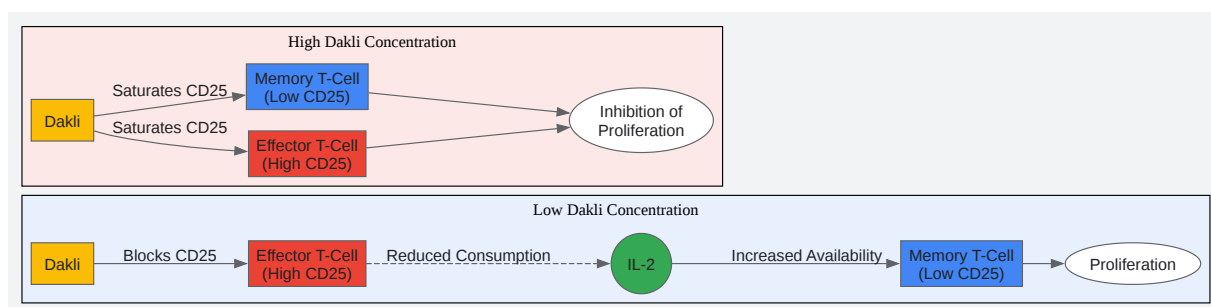 High Dakli Concentration
Dakli
Saturates CD25
Saturates CD25
Memory T-Cell
(Low CD25)
Effector T-Cell
(High CD25)
Inhibition of
Proliferation
Low Dakli Concentration
Dakli
Blocks CD25
Effector T-Cell
(High CD25)
Reduced Consumption
IL-2
Increased Availability
Memory T-Cell
(Low CD25)
Proliferation